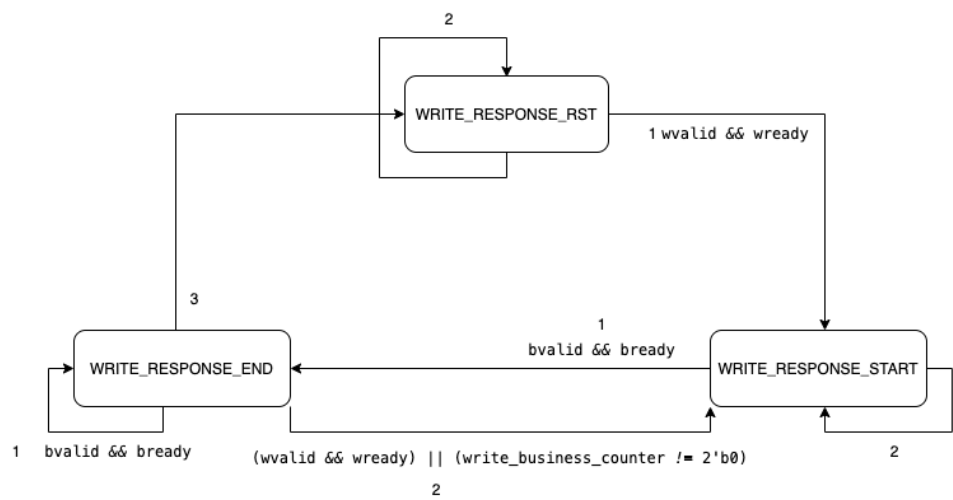 2
WRITE_RESPONSE_RST
1 wvalid && wready
3
1
bvalid && bready
WRITE_RESPONSE_END
WRITE_RESPONSE_START
1 bvalid && bready
(wvalid && wready) || (write_business_counter != 2'b0)
2
2